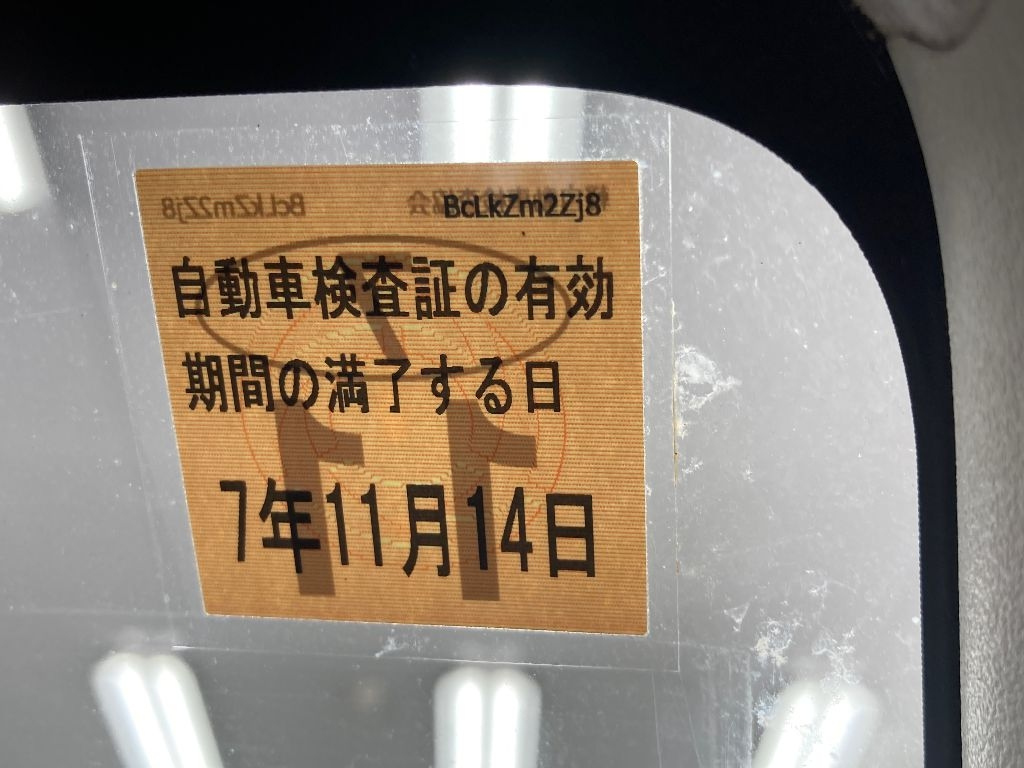 BcLkZm2Zj8
自動車検査証の有効
期間の満了する日
7年11月14日